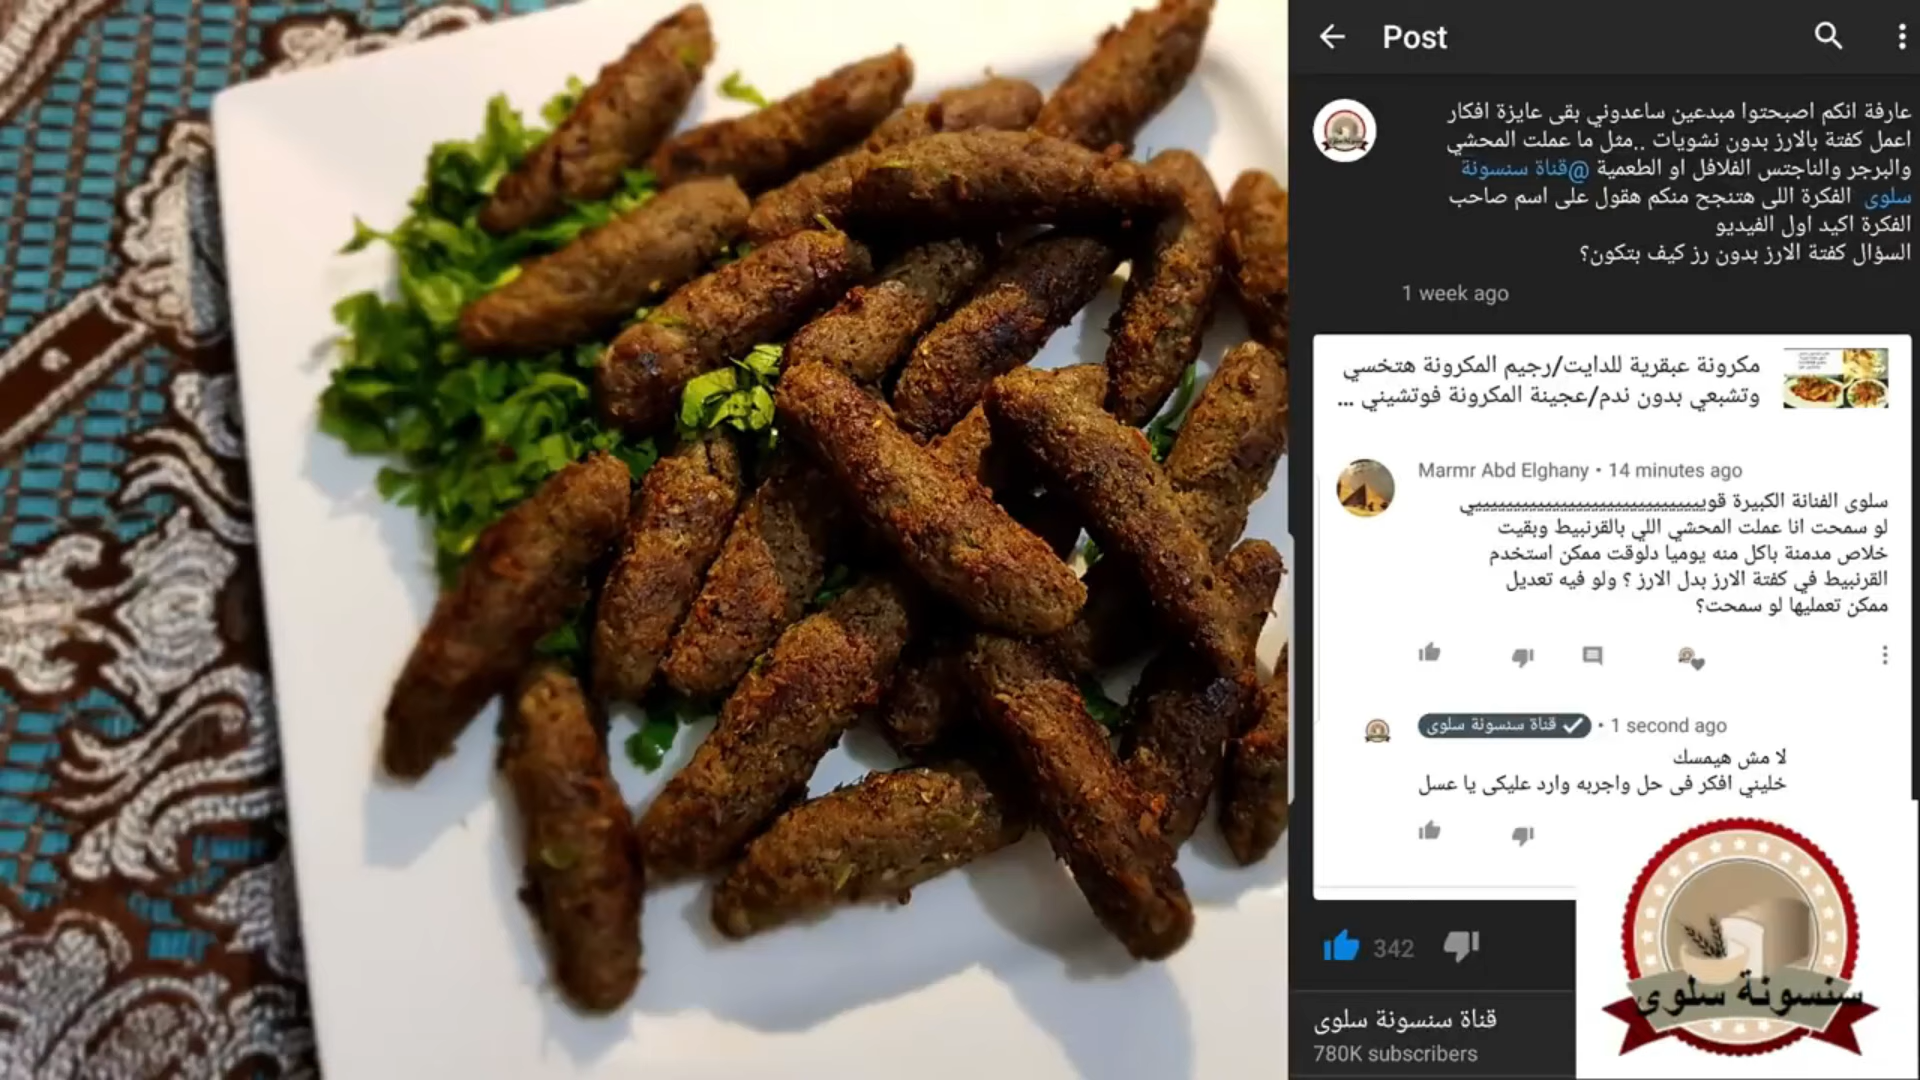 Post
عارفة انكم اصبحتوا مبدعين ساعدوني بقى عايزة افكار
اعمل كفتة بالارز بدون نشويات ..مثل ما عملت المحشي
والبرجر والناجتس الفلافل او الطعمية @قناة سنسونة
سلوى الفكرة اللى هتنجح منكم هقول على اسم صاحب
الفكرة اكيد اول الفيديو
السؤال كفتة الارز بدون رز كيف بتكون؟
1 week ago
مكرونة عبقرية للدايت/رجيم المكرونة هتخسي
وتشبعي بدون ندم/عجينة المكرونة فوتشيني ...
Marmr Abd Elghany • 14 minutes ago
سلوى الفنانة الكبيرة قويييييييييييييييييييييييييييييييي
لو سمحت انا عملت المحشي اللي بالقرنبيط وبقيت
خلاص مدمنة باكل منه يوميا دلوقت ممكن استخدم
القرنبيط في كفتة الارز بدل الارز ؟ ولو فيه تعديل
ممكن تعمليها لو سمحت؟
قناة سنسونة سلوى • 1 second ago
لا مش هيمسك
خليني افكر فى حل واجربه وارد عليكى يا عسل
342
قناة سنسونة سلوى
780K subscribers
سنسونة سلوى